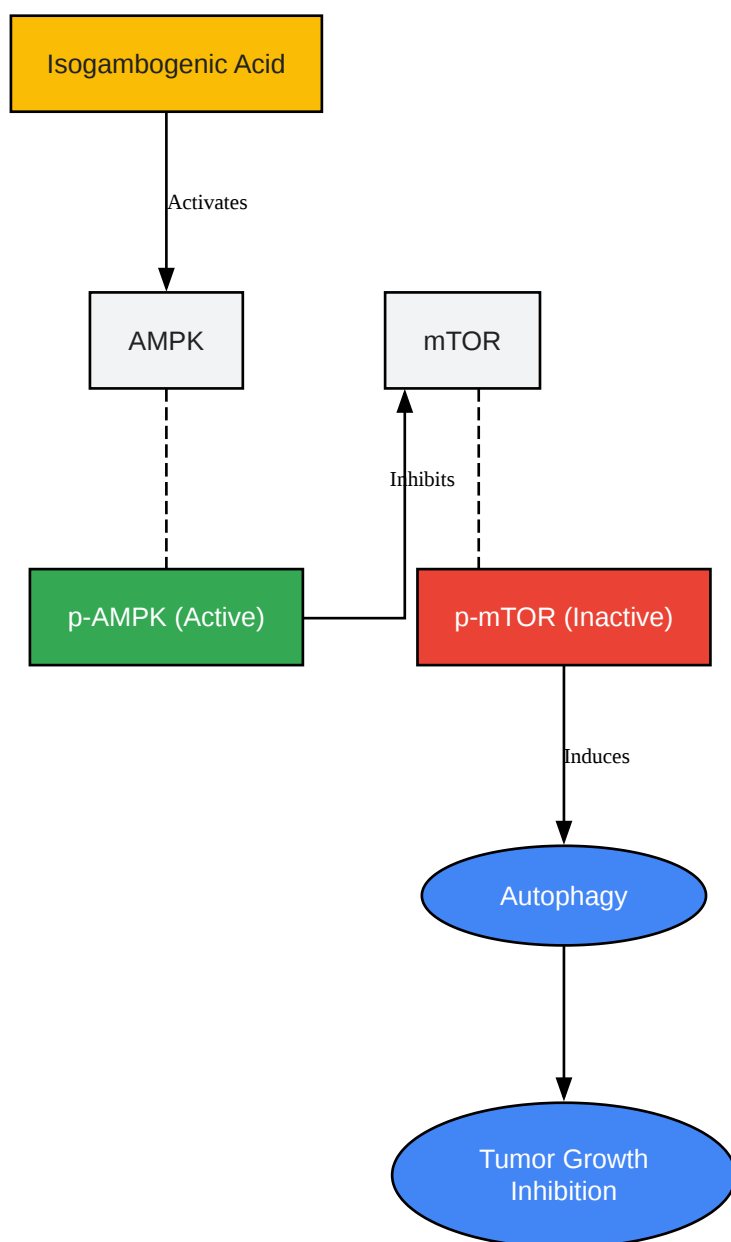 Isogambogenic Acid
Activates
AMPK
mTOR
Inhibits
p-AMPK (Active)
p-mTOR (Inactive)
Induces
Autophagy
Tumor Growth
Inhibition